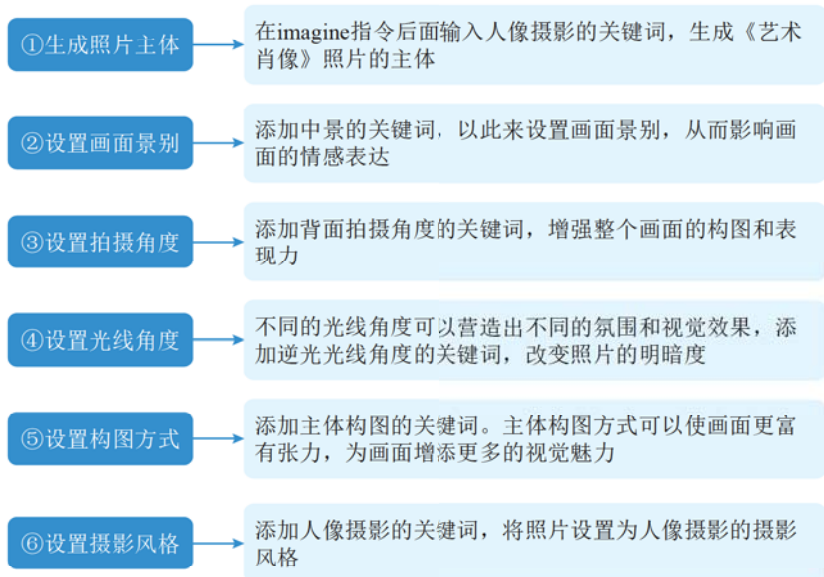 ①生成照片主体
在imagine指令后面输入人像摄影的关键词，生成《艺术
肖像》照片的主体
②设置画面景别
添加中景的关键词，以此来设置画面景别，从而影响画
面的情感表达
③设置拍摄角度
添加背面拍摄角度的关键词，增强整个画面的构图和表
现力
④设置光线角度
不同的光线角度可以营造出不同的氛围和视觉效果，添
加逆光光线角度的关键词，改变照片的明暗度
⑤设置构图方式
添加主体构图的关键词。主体构图方式可以使画面更富
有张力，为画面增添更多的视觉魅力
⑥设置摄影风格
添加人像摄影的关键词，将照片设置为人像摄影的摄影
风格